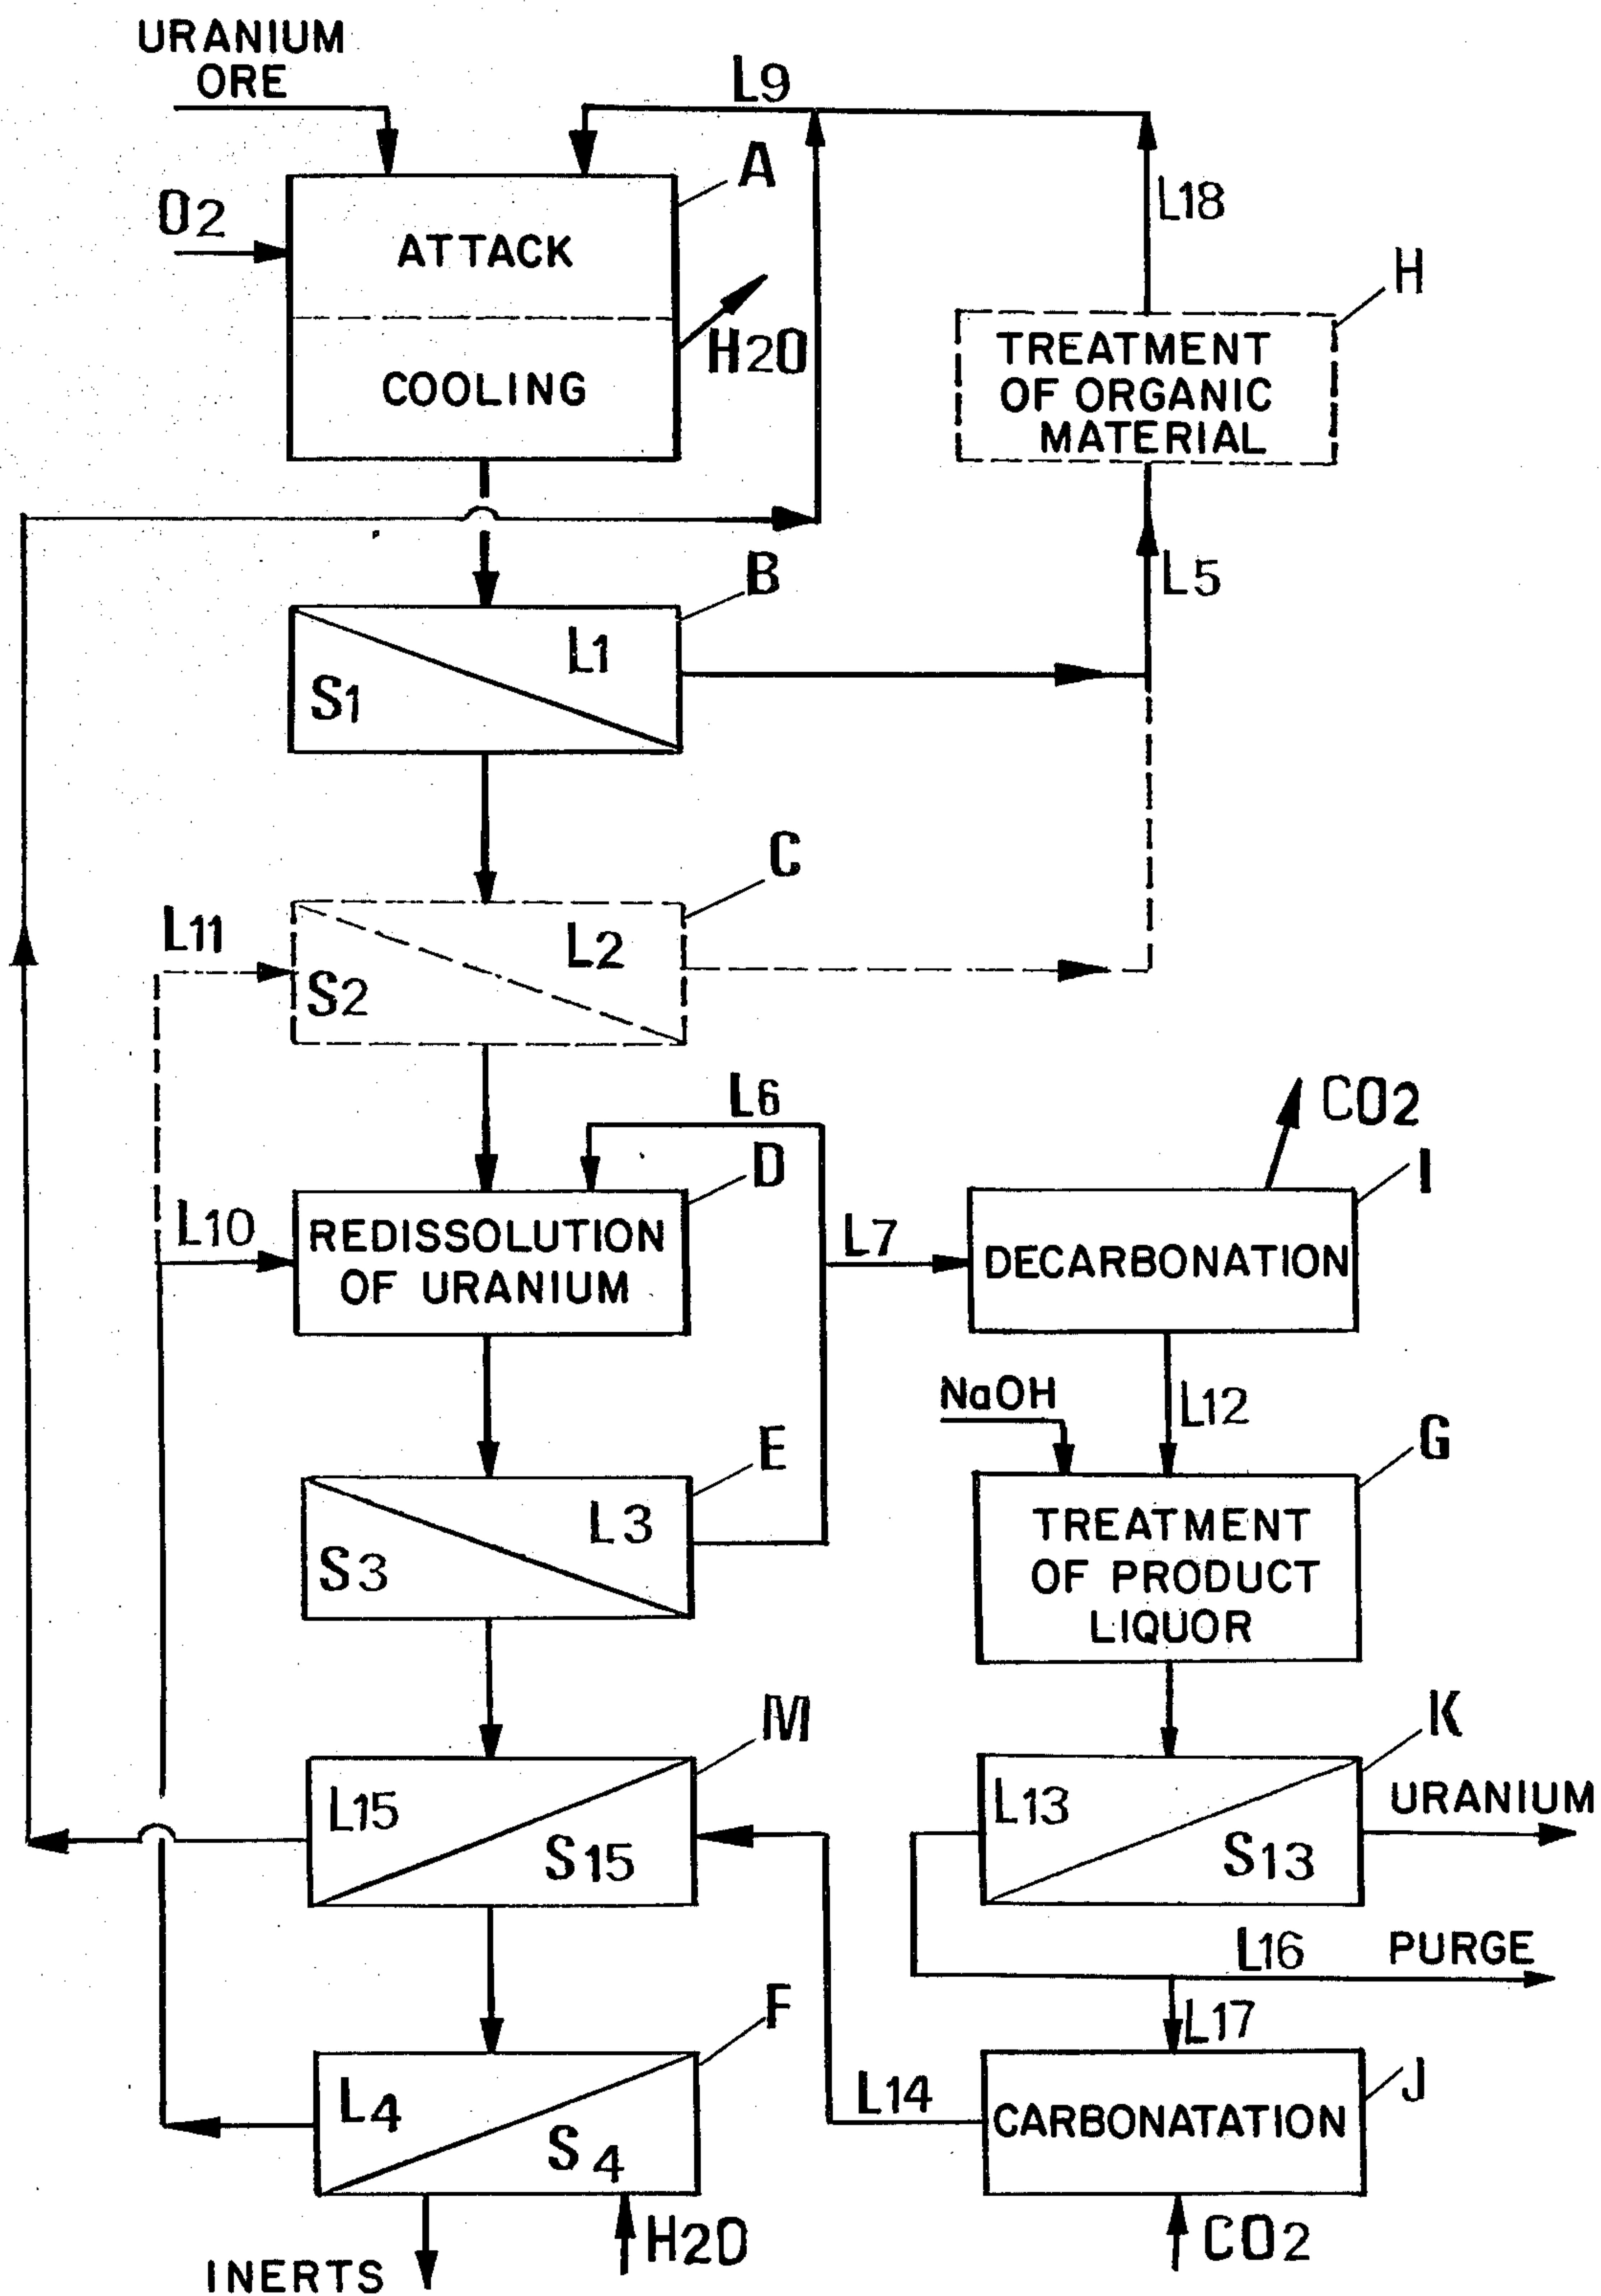 URANIUM
ORE
L9
A
O2
ATTACK
L18
H
H2O
COOLING
TREATMENT
OF ORGANIC
MATERIAL
B
L5
L1
S1
C
L11
L2
S2
L6
CO2
D
I
L10
REDISSOLUTION
OF URANIUM
L7
DECARBONATION
NaOH
L12
G
E
L3
S3
TREATMENT
OF PRODUCT
LIQUOR
M
K
L15
S15
L13
S13
URANIUM
L16
PURGE
F
L17
L4
S4
L14
CARBONATATION
J
H2O
CO2
INERTS